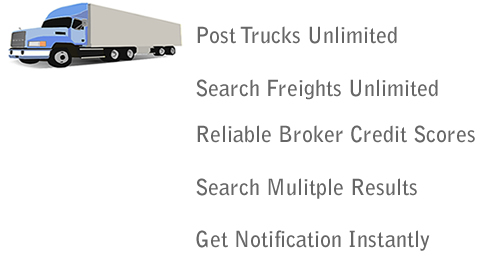 Post Trucks Unlimited
Search Freights Unlimited
Reliable Broker Credit Scores
Search Mulitple Results
Get Notification Instantly